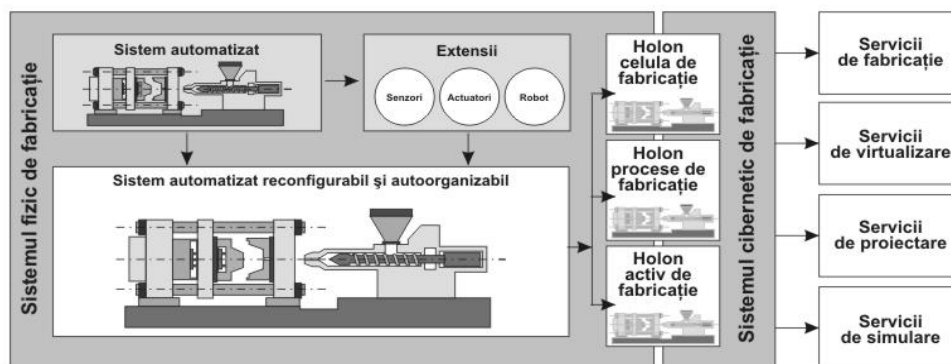 Sistemul fizic de fabricație
Sistem automatizat
Extensii
Senzori
Actuatori
Robot
Sistem automatizat reconfigurabil și autoorganizabil
Holon
celula de
fabricație
Holon
procese de
fabricație
Holon
activ de
fabricație
Sistemul cibernetic de fabricație
Servicii
de fabricație
Servicii
de virtualizare
Servicii
de proiectare
Servicii
de simulare